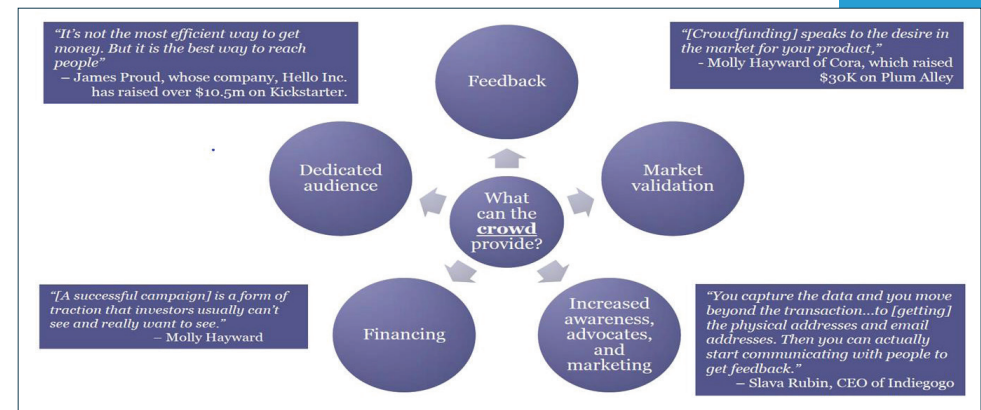 “It’s not the most efficient way to get
money. But it is the best way to reach
people”
– James Proud, whose company, Hello Inc.
has raised over $10.5m on Kickstarter.
“[Crowdfunding] speaks to the desire in
the market for your product,”
- Molly Hayward of Cora, which raised
$30K on Plum Alley
Feedback
Dedicated
audience
Market
validation
What
can the
crowd
provide?
“[A successful campaign] is a form of
traction that investors usually can’t
see and really want to see.”
– Molly Hayward
Financing
Increased
awareness,
advocates,
and
marketing
“You capture the data and you move
beyond the transaction...to [getting]
the physical addresses and email
addresses. Then you can actually
start communicating with people to
get feedback.”
– Slava Rubin, CEO of Indiegogo